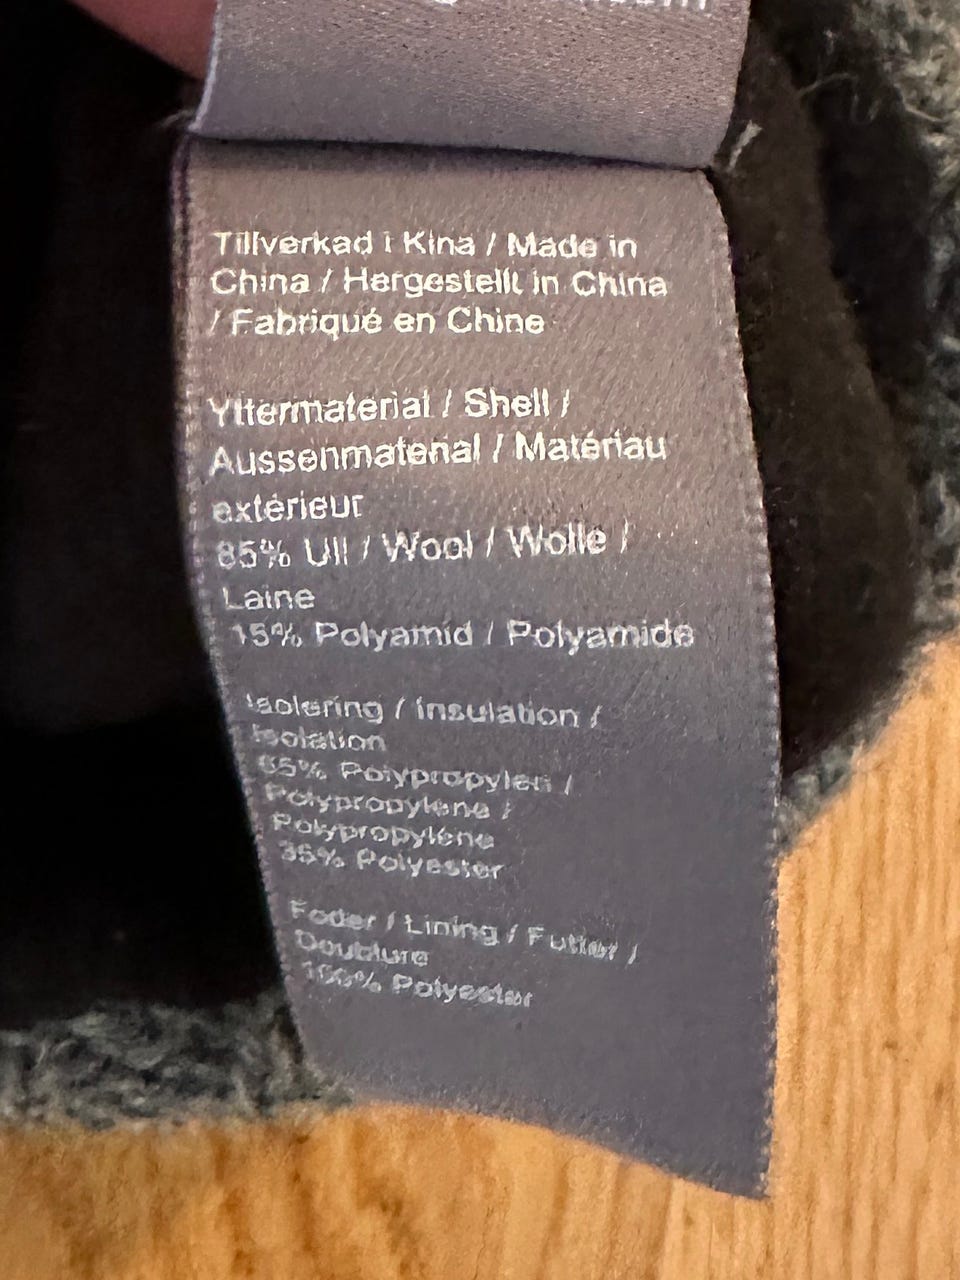 Tillverkad i Kina / Made in
China / Hergestellt in China
/ Fabriqué en Chine
Yttermaterial / Shell /
Aussenmaterial / Matériau
extérieur
85% Ull / Wool / Wolle /
Laine
15% Polyamid / Polyamide
Isolering / Insulation /
Isolation
65% Polypropylen /
Polypropylene /
Polypropylène
35% Polyester
Foder / Lining / Futter /
Doublure
100% Polyester